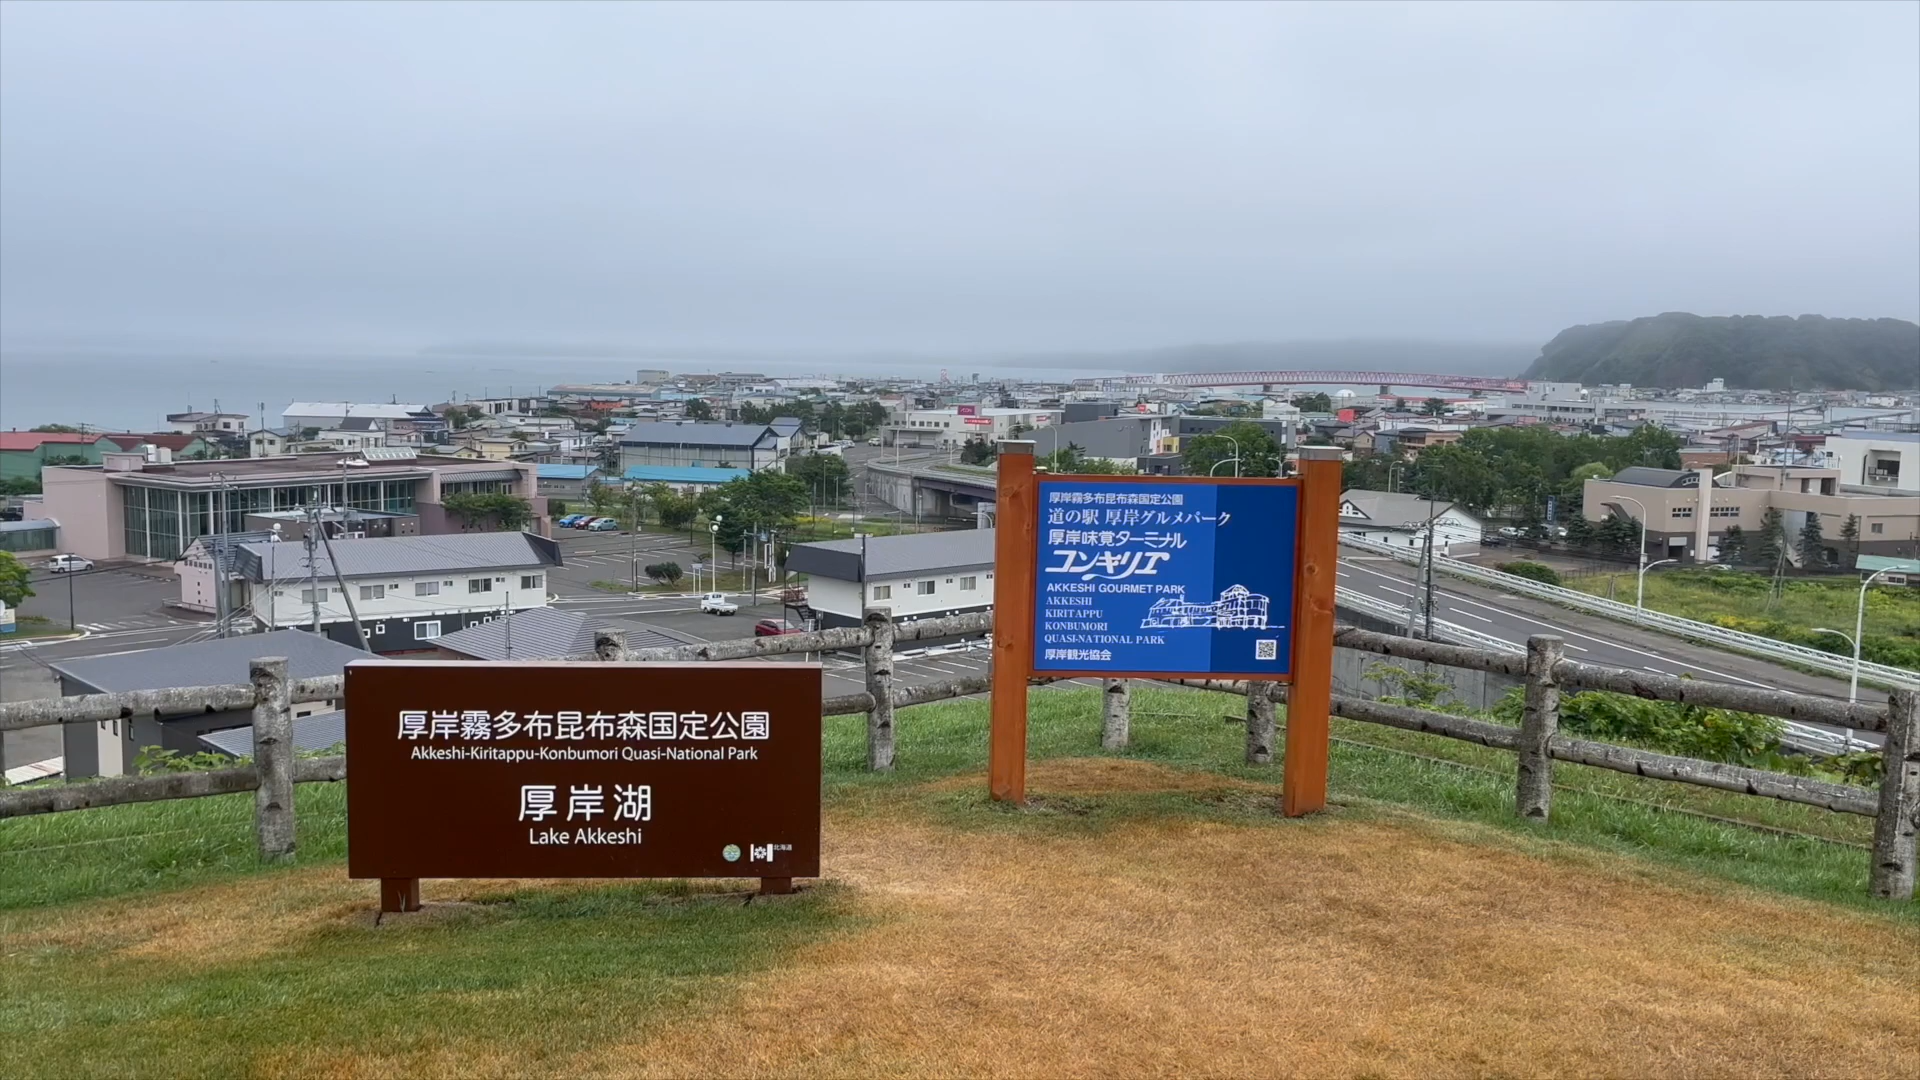 厚岸霧多布昆布森国定公園
Akkeshi-Kiritappu-Konbumori Quasi-National Park
厚岸湖
Lake Akkeshi
北海道
厚岸霧多布昆布森国定公園
道の駅 厚岸グルメパーク
厚岸味覚ターミナル
コンキリエ
AKKESHI GOURMET PARK
AKKESHI
KIRITAPPU
KONBUMORI
QUASI-NATIONAL PARK
厚岸観光協会